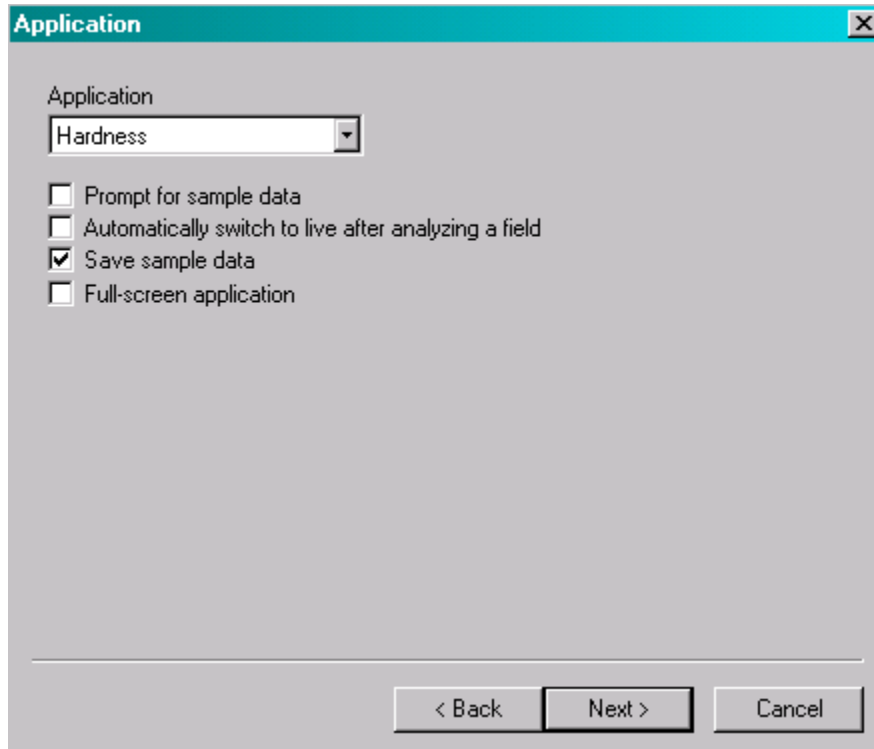 Application
Application
Hardness
Prompt for sample data
Automatically switch to live after analyzing a field
Save sample data
Full-screen application
< Back Next > Cancel